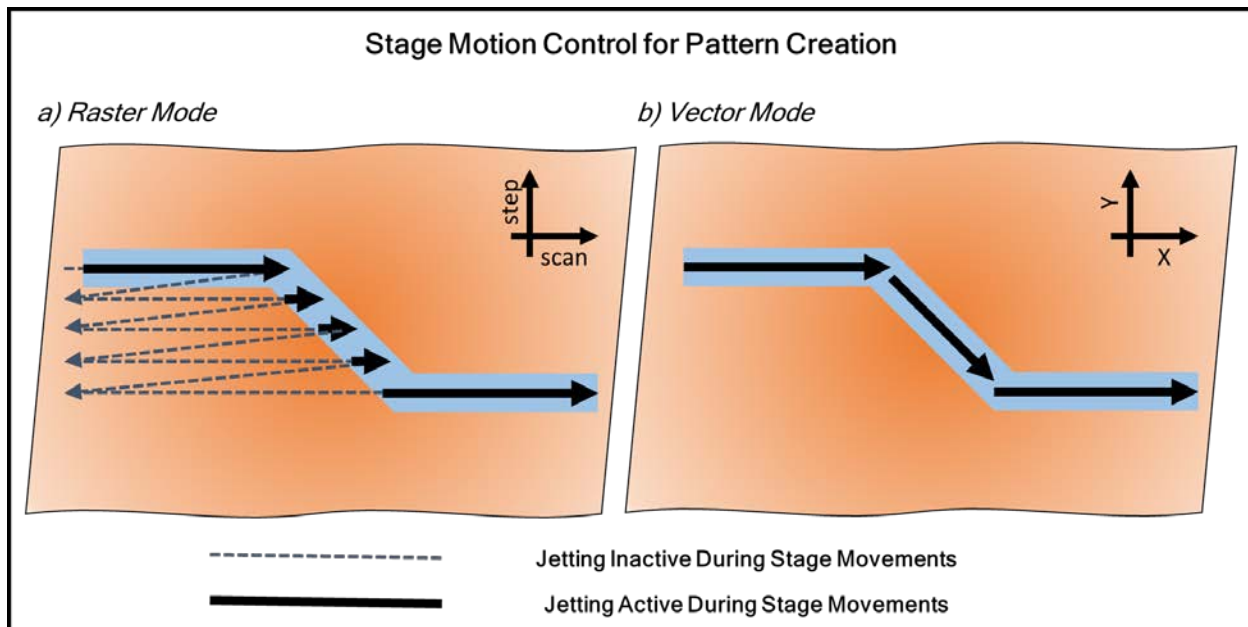 Stage Motion Control for Pattern Creation
a) Raster Mode
b) Vector Mode
step
scan
Y
X
Jetting Inactive During Stage Movements
Jetting Active During Stage Movements